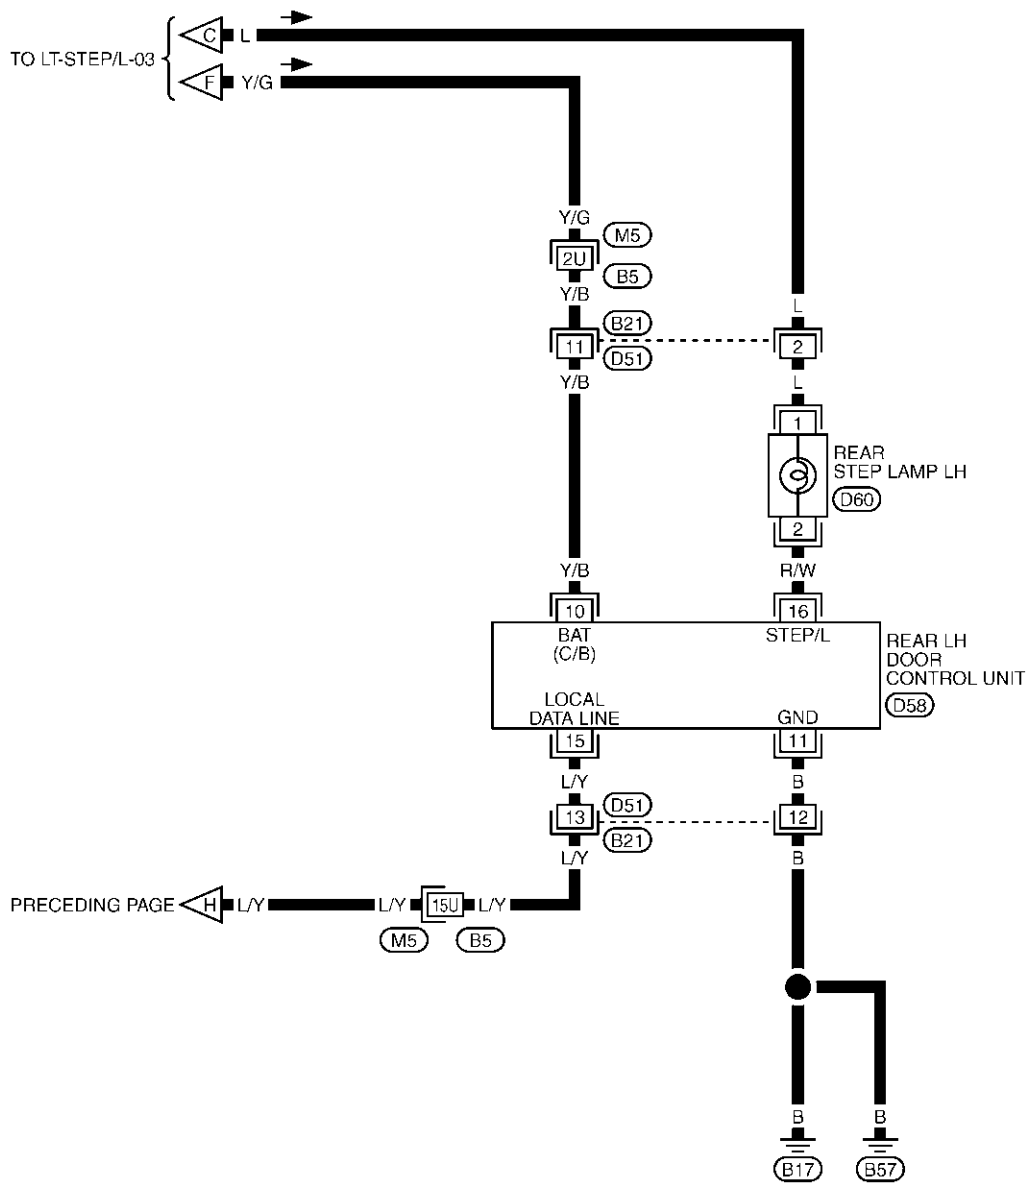 C
L
TO LT-STEP/L-03
F
Y/G
Y/G
M5
2U
B5
Y/B
L
B21
11
2
D51
Y/B
L
1
REAR
STEP LAMP LH
D60
2
Y/B
R/W
10
16
BAT
(C/B)
STEP/L
REAR LH
DOOR
CONTROL UNIT
D58
LOCAL
DATA LINE
GND
15
11
L/Y
B
D51
13
12
B21
L/Y
B
PRECEDING PAGE
H
L/Y
L/Y
15U
L/Y
M5
B5
B
B
B17
B57